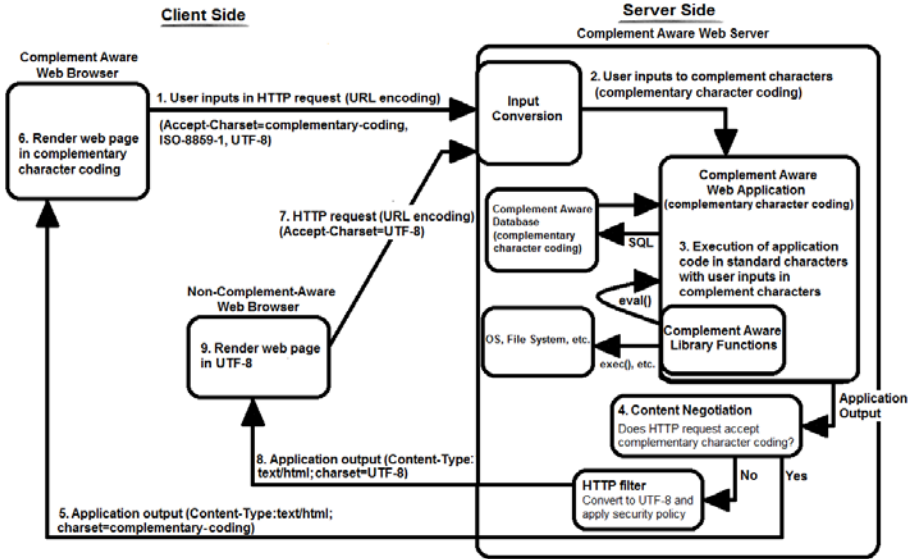 Client Side
Server Side
Complement Aware Web Server
Complement Aware
Web Browser
6. Render web page
in complementary
character coding
1. User inputs in HTTP request (URL encoding)
(Accept-Charset=complementary-coding,
ISO-8859-1, UTF-8)
Input
Conversion
2. User inputs to complement characters
(complementary character coding)
Complement Aware
Web Application
(complementary character coding)
3. Execution of application
code in standard characters
with user inputs in
complement characters
Complement Aware
Database
(complementary
character coding)
SQL
7. HTTP request (URL encoding)
(Accept-Charset=UTF-8)
Non-Complement-Aware
Web Browser
9. Render web page
in UTF-8
eval()
Complement Aware
Library Functions
OS, File System, etc.
exec(), etc.
Application
Output
4. Content Negotiation
Does HTTP request accept
complementary character coding?
No
Yes
HTTP filter
Convert to UTF-8 and
apply security policy
8. Application output (Content-Type:
text/html;charset=UTF-8)
5. Application output (Content-Type:text/html;
charset=complementary-coding)